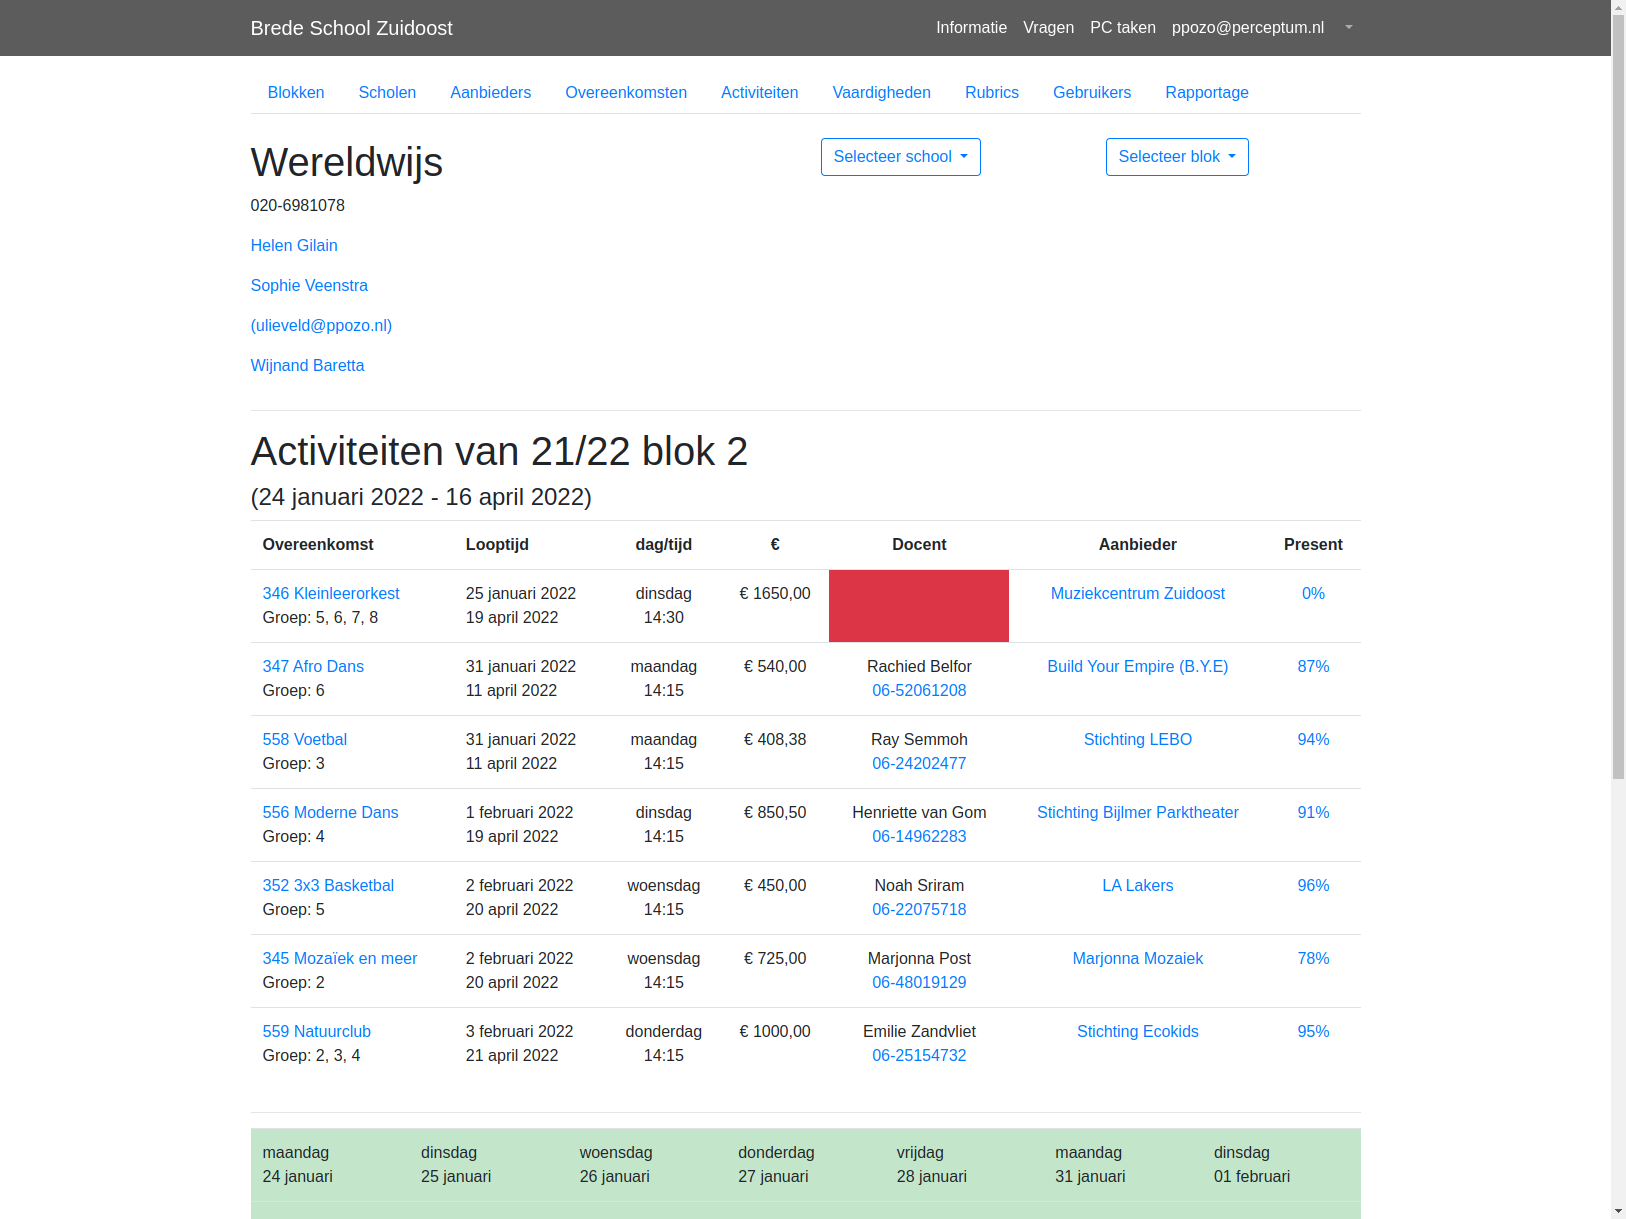 Brede School Zuidoost Informatie Vragen PC taken ppozo@perceptum.nl
Blokken Scholen Aanbieders Overeenkomsten Activiteiten Vaardigheden Rubrics Gebruikers Rapportage
Wereldwijs Selecteer school Selecteer blok
020-6981078
Helen Gilain
Sophie Veenstra
(ulieveld@ppozo.nl)
Wijnand Baretta
Activiteiten van 21/22 blok 2
(24 januari 2022 - 16 april 2022)
Overeenkomst Looptijd dag/tijd € Docent Aanbieder Present
346 Kleinleerorkest 25 januari 2022 dinsdag € 1650,00 Muziekcentrum Zuidoost 0%
Groep: 5, 6, 7, 8 19 april 2022 14:30
347 Afro Dans 31 januari 2022 maandag € 540,00 Rachied Belfor Build Your Empire (B.Y.E) 87%
Groep: 6 11 april 2022 14:15 06-52061208
558 Voetbal 31 januari 2022 maandag € 408,38 Ray Semmoh Stichting LEBO 94%
Groep: 3 11 april 2022 14:15 06-24202477
556 Moderne Dans 1 februari 2022 dinsdag € 850,50 Henriette van Gom Stichting Bijlmer Parktheater 91%
Groep: 4 19 april 2022 14:15 06-14962283
352 3x3 Basketbal 2 februari 2022 woensdag € 450,00 Noah Sriram LA Lakers 96%
Groep: 5 20 april 2022 14:15 06-22075718
345 Mozaïek en meer 2 februari 2022 woensdag € 725,00 Marjonna Post Marjonna Mozaiek 78%
Groep: 2 20 april 2022 14:15 06-48019129
559 Natuurclub 3 februari 2022 donderdag € 1000,00 Emilie Zandvliet Stichting Ecokids 95%
Groep: 2, 3, 4 21 april 2022 14:15 06-25154732
maandag dinsdag woensdag donderdag vrijdag maandag dinsdag
24 januari 25 januari 26 januari 27 januari 28 januari 31 januari 01 februari